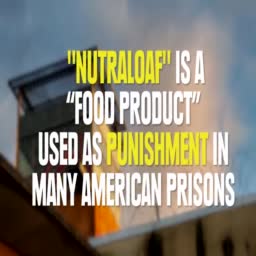 "NUTRALOAF" IS A
“FOOD PRODUCT”
USED AS PUNISHMENT IN
MANY AMERICAN PRISONS